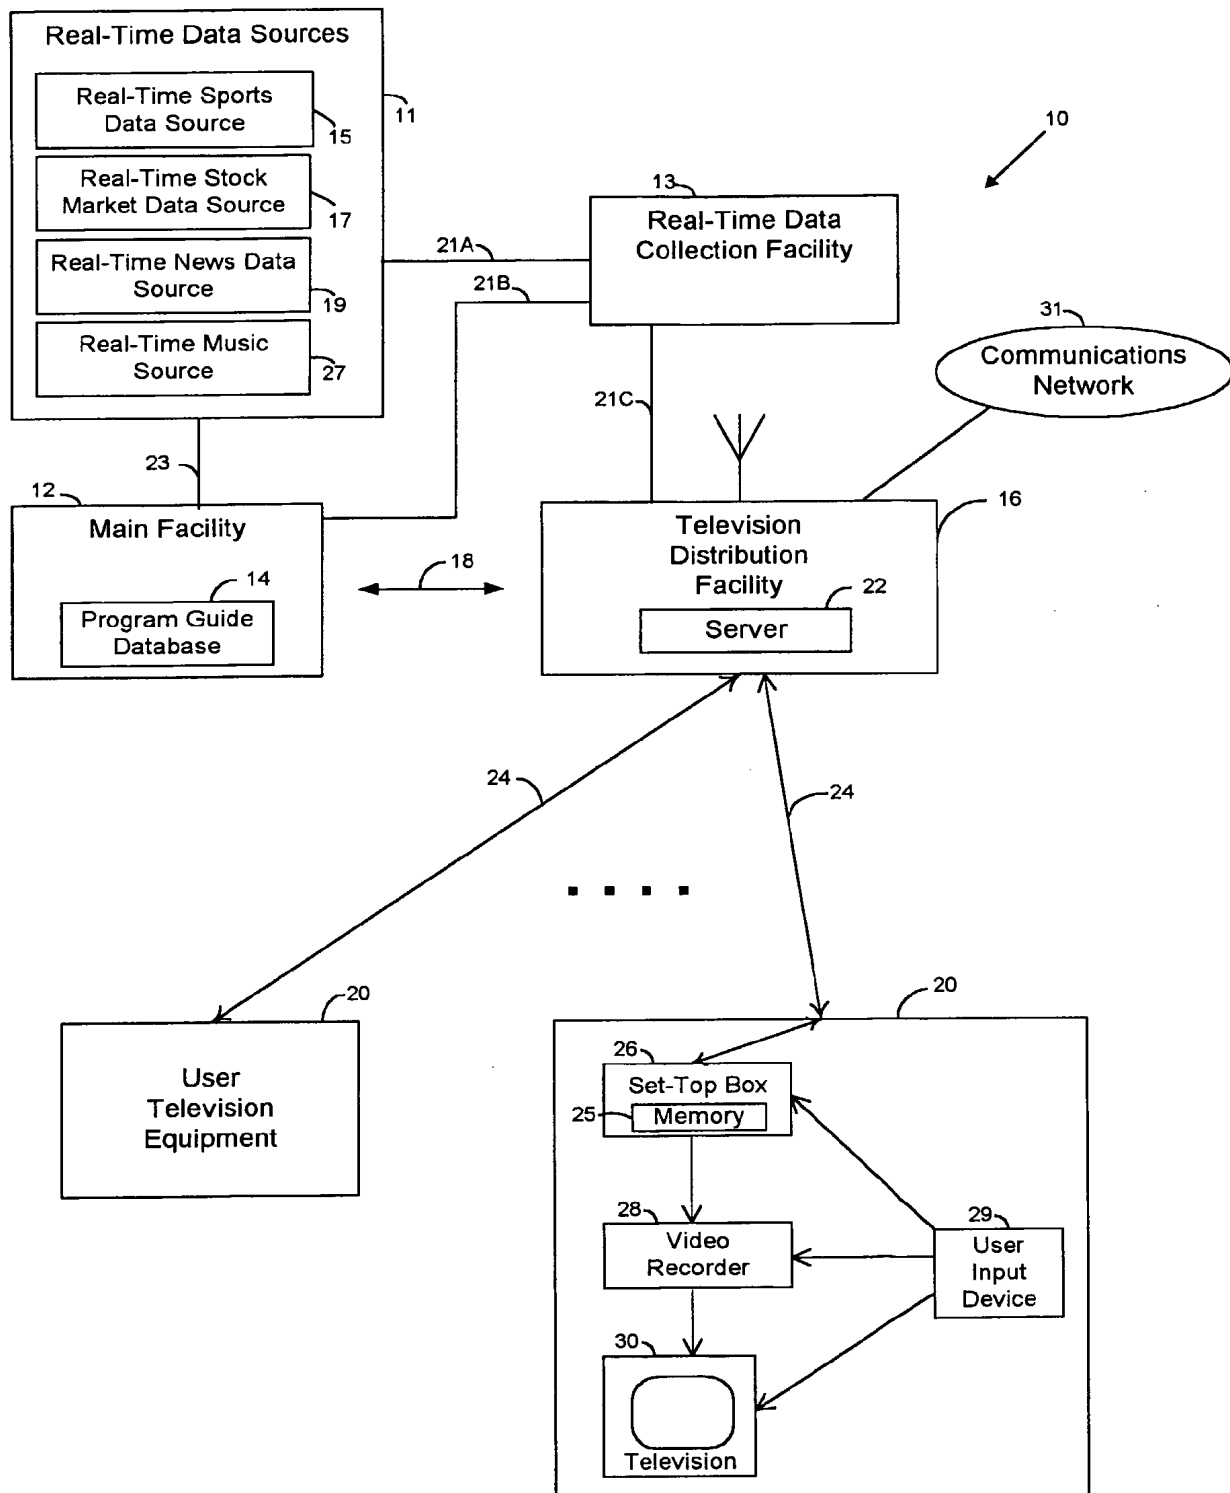 Real-Time Data Sources
Real-Time Sports
Data Source
15
11
Real-Time Stock
Market Data Source
17
Real-Time News Data
Source
19
Real-Time Music
Source
27
10
13
Real-Time Data
Collection Facility
21A
21B
21C
31
Communications
Network
23
12
Main Facility
14
Program Guide
Database
18
16
Television
Distribution
Facility
22
Server
24
24
20
User
Television
Equipment
20
26
Set-Top Box
25
Memory
28
Video
Recorder
29
User
Input
Device
30
Television